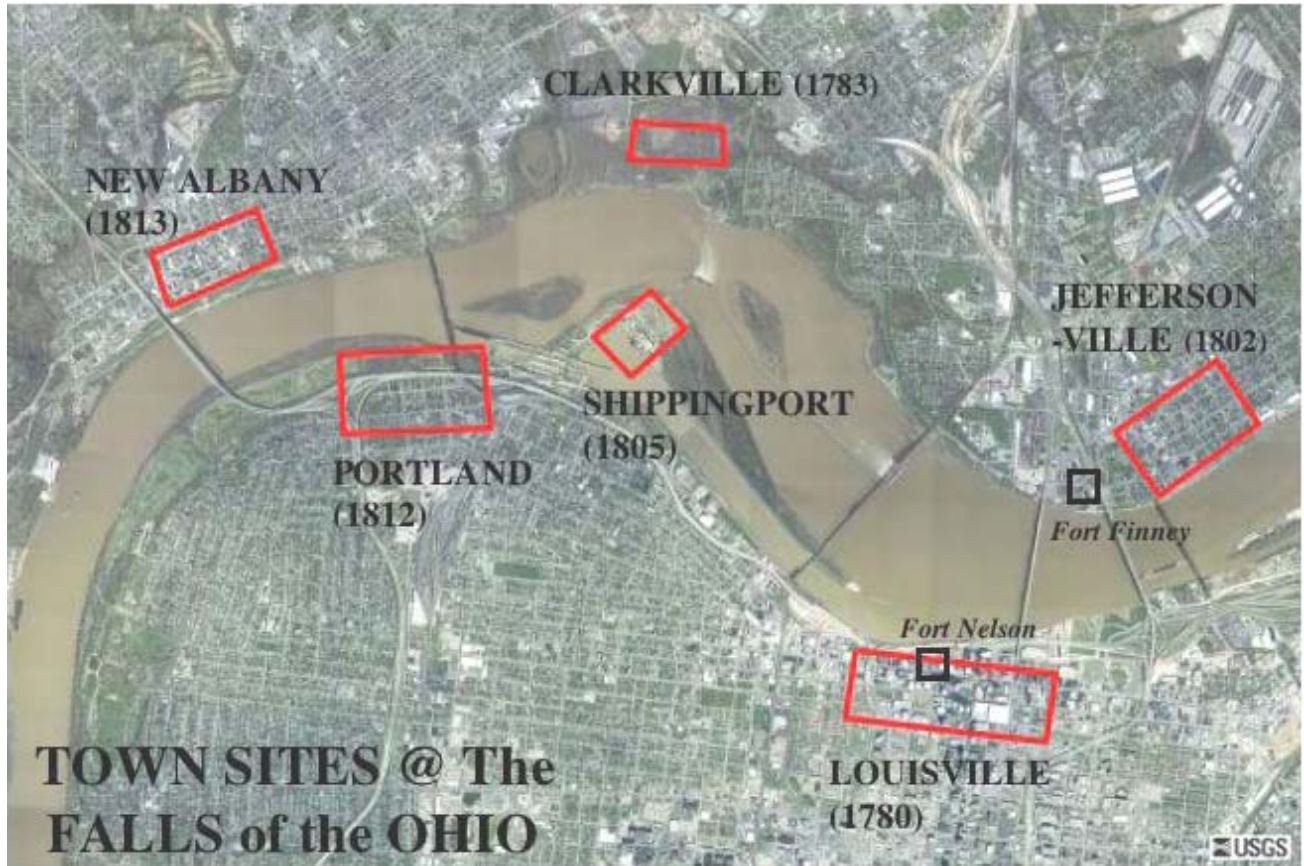 CLARKVILLE (1783)
NEW ALBANY
(1813)
JEFFERSON
-VILLE (1802)
SHIPPINGPORT
(1805)
PORTLAND
(1812)
Fort Finney
Fort Nelson
LOUISVILLE
(1780)
TOWN SITES @ The
FALLS of the OHIO
USGS